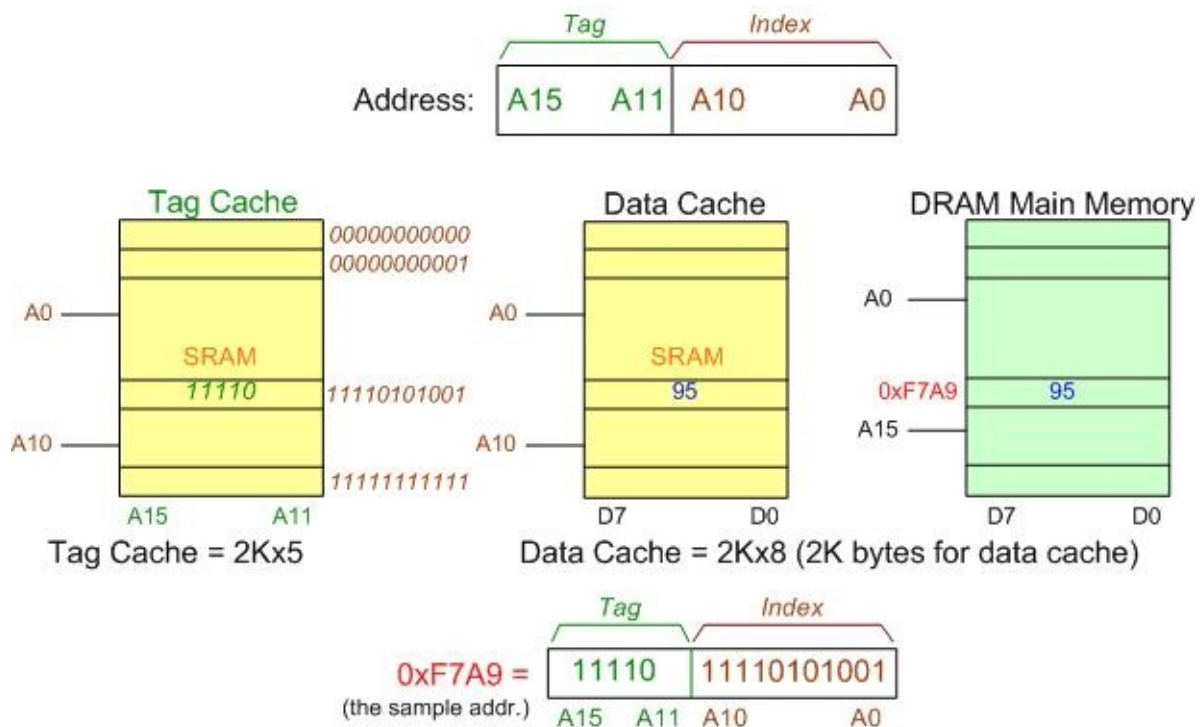 Tag Index
Address: A15 A11 A10 A0
Tag Cache Data Cache DRAM Main Memory
00000000000
00000000001
A0 A0 A0
SRAM SRAM
11110 11110101001 95 0xF7A9 95
A10 A10 A15
11111111111
A15 A11 D7 D0 D7 D0
Tag Cache = 2Kx5 Data Cache = 2Kx8 (2K bytes for data cache)
Tag Index
0xF7A9 = 11110 11110101001
(the sample addr.) A15 A11 A10 A0